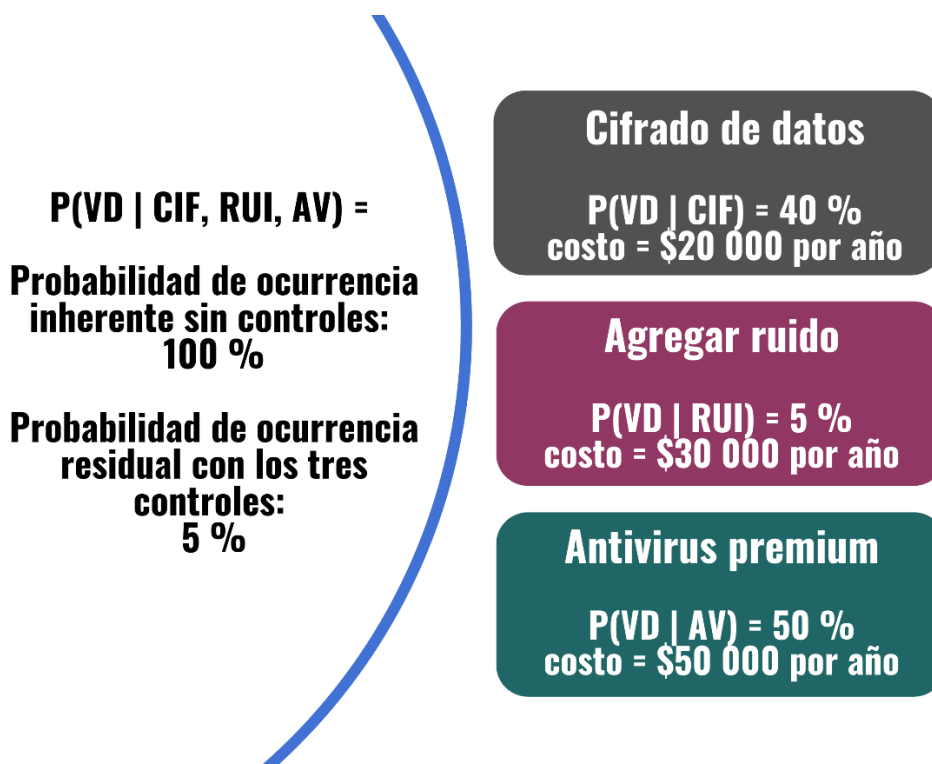 P(VD | CIF, RUI, AV) =
Probabilidad de ocurrencia
inherente sin controles:
100 %
Probabilidad de ocurrencia
residual con los tres
controles:
5 %
Cifrado de datos
P(VD | CIF) = 40 %
costo = $20 000 por año
Agregar ruido
P(VD | RUI) = 5 %
costo = $30 000 por año
Antivirus premium
P(VD | AV) = 50 %
costo = $50 000 por año